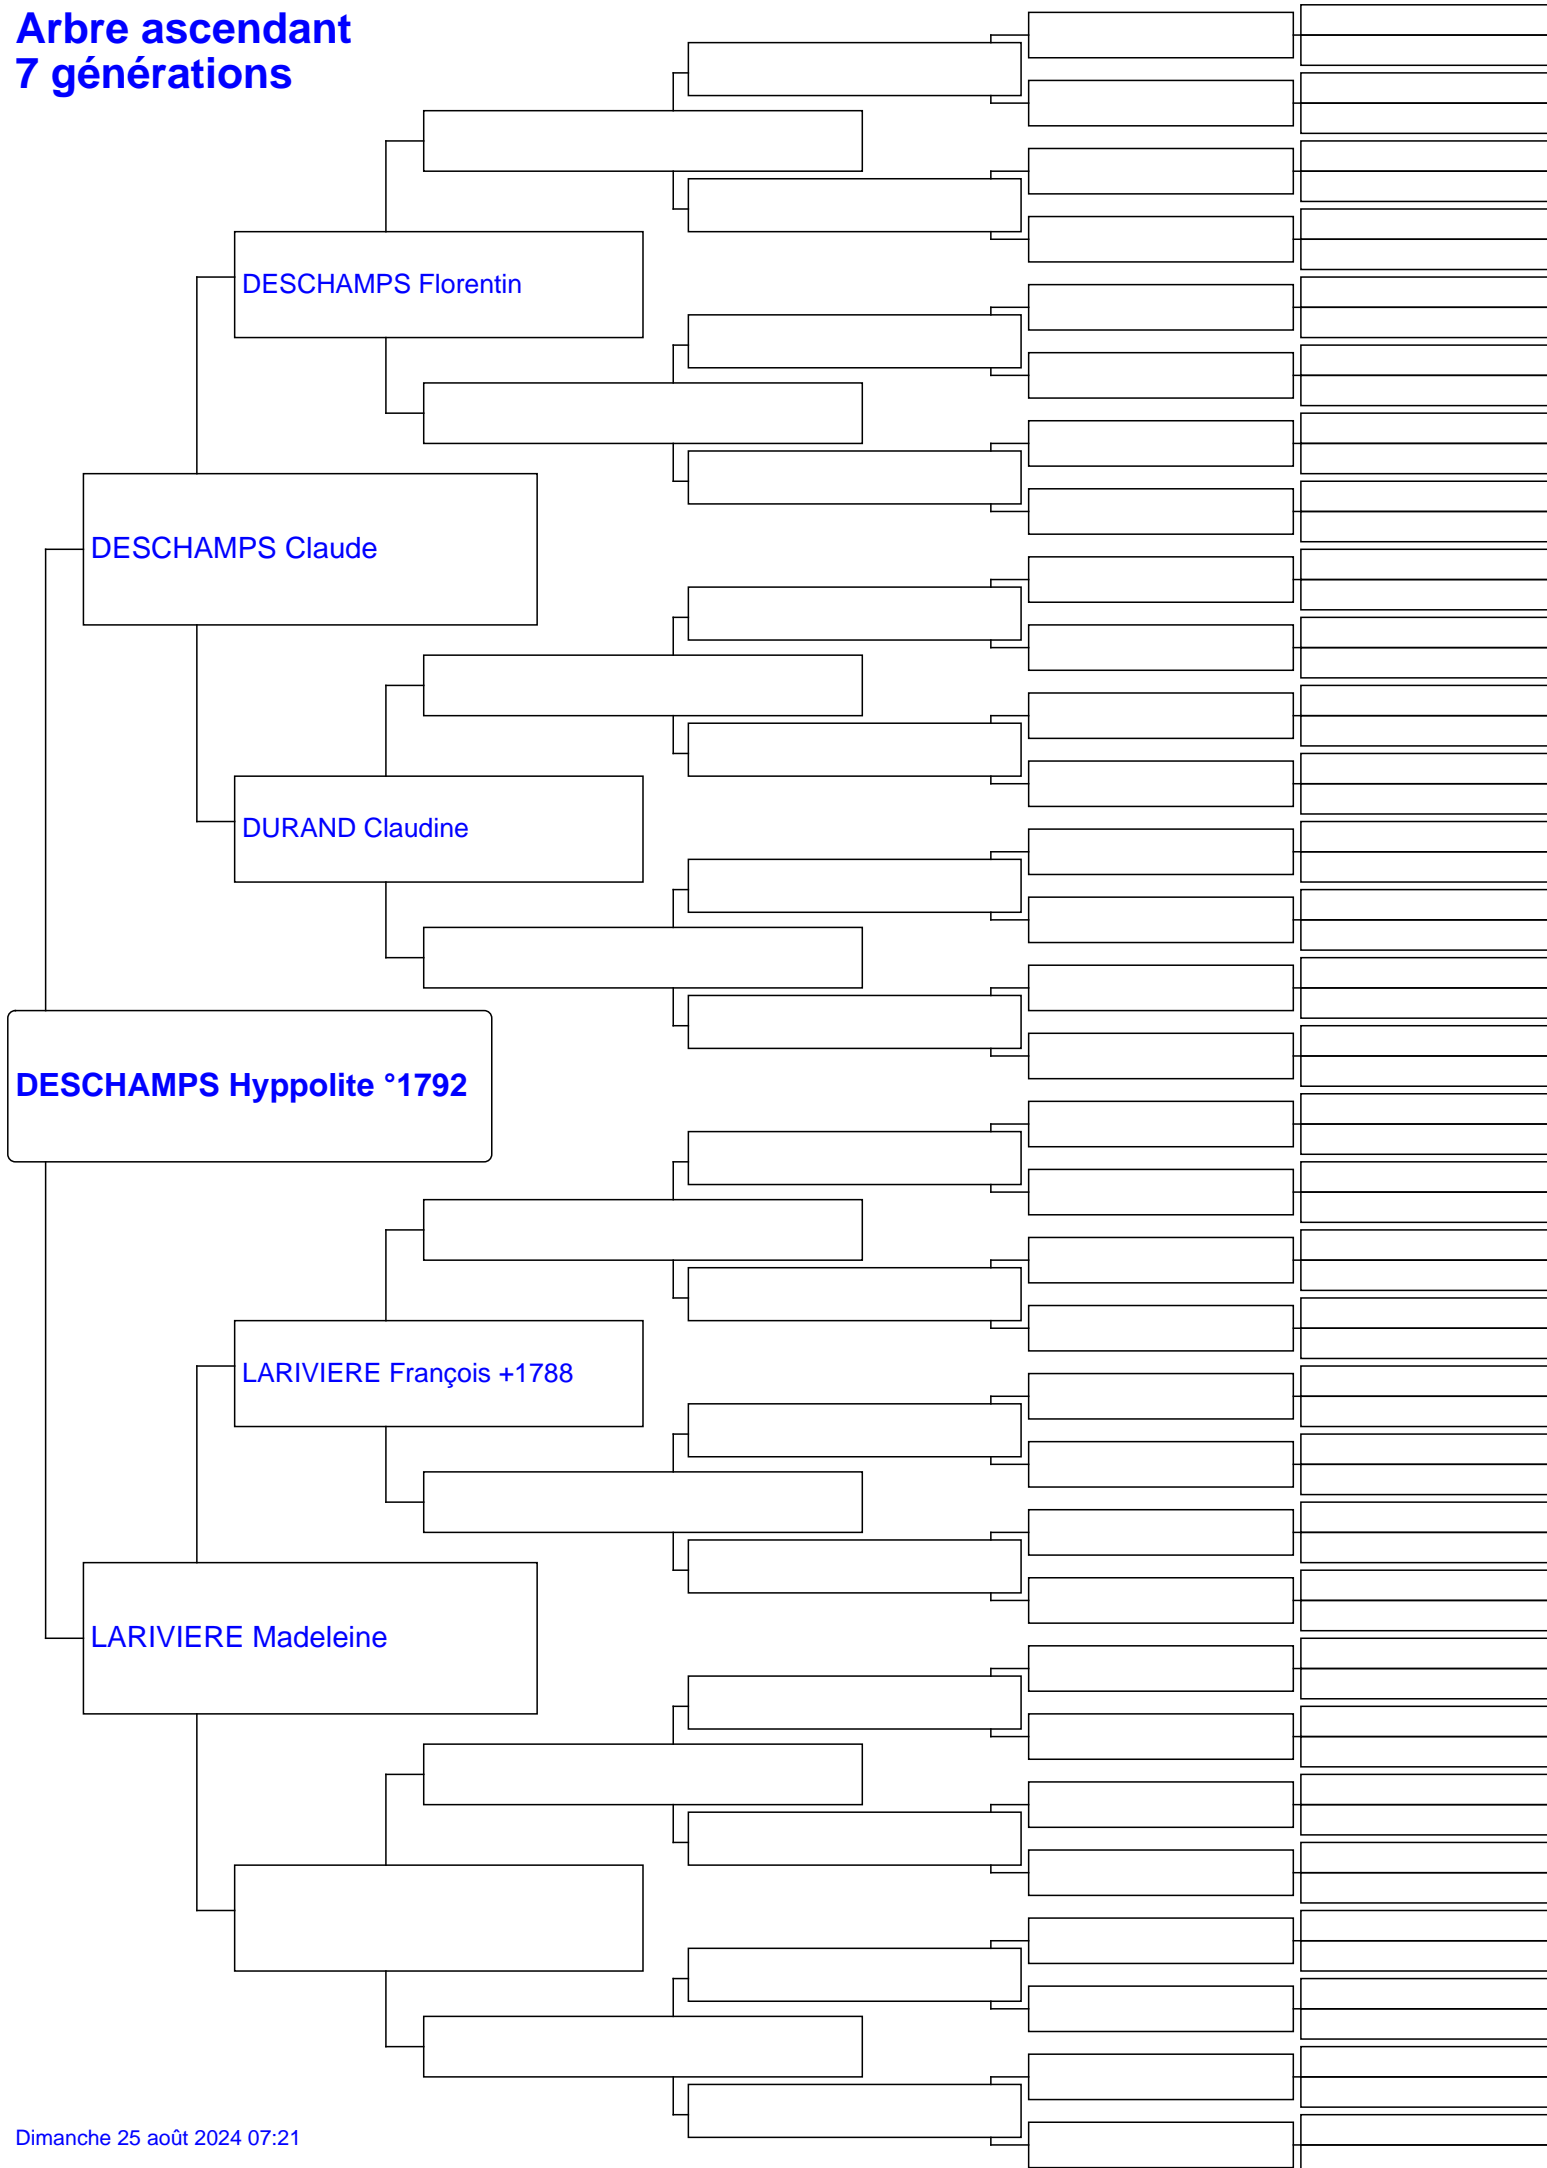 Arbre ascendant
7 générations
DESCHAMPS Florentin
DESCHAMPS Claude
DURAND Claudine
DESCHAMPS Hyppolite °1792
LARIVIERE François +1788
LARIVIERE Madeleine
Dimanche 25 août 2024 07:21